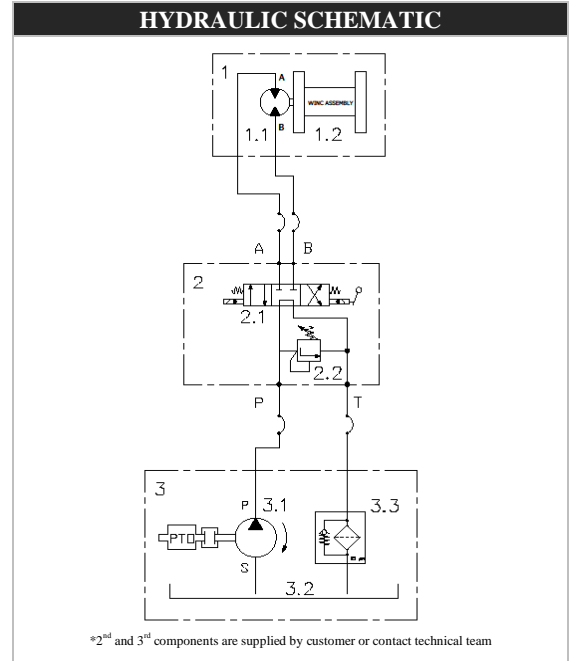 HYDRAULIC SCHEMATIC
1
A
WINC ASSEMBLY
1.1
B
1.2
A
B
2
2.1
2.2
P
T
3
P
3.1
3.3
PTO
S
3.2
*2nd and 3rd components are supplied by customer or contact technical team